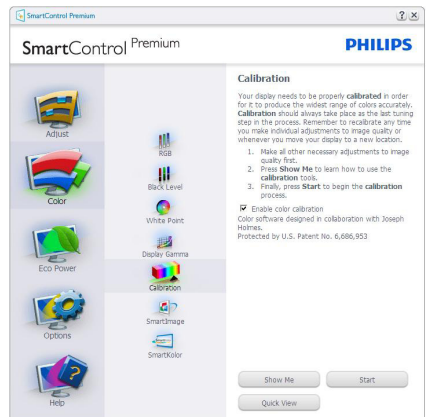 SmartControl Premium
SmartControl Premium
PHILIPS
Adjust
Color
Eco Power
Options
Help
RGB
Black Level
White Point
Display Gamma
Calibration
SmartImage
SmartKolor
Calibration
Your display needs to be properly calibrated in order
for it to produce the widest range of colors accurately.
Calibration should always take place as the last tuning
step in the process. Remember to recalibrate any time
you make individual adjustments to image quality or
whenever you move your display to a new location.
1. Make all other necessary adjustments to image
quality first.
2. Press Show Me to learn how to use the
calibration tools.
3. Finally, press Start to begin the calibration
process.
Enable color calibration
Color software designed in collaboration with Joseph
Holmes.
Protected by U.S. Patent No. 6,686,953
Show Me
Start
Quick View